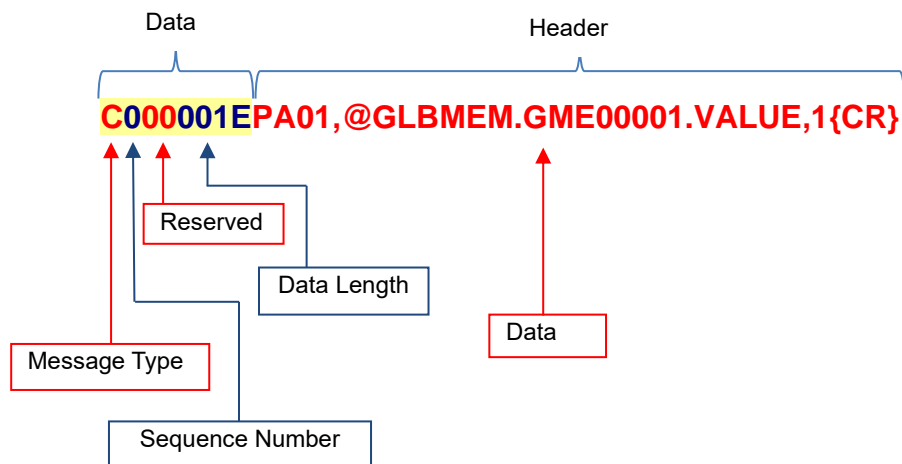 Data
Header
C000001EPA01,@GLBMEM.GME00001.VALUE,1{CR}
Reserved
Data Length
Data
Message Type
Sequence Number